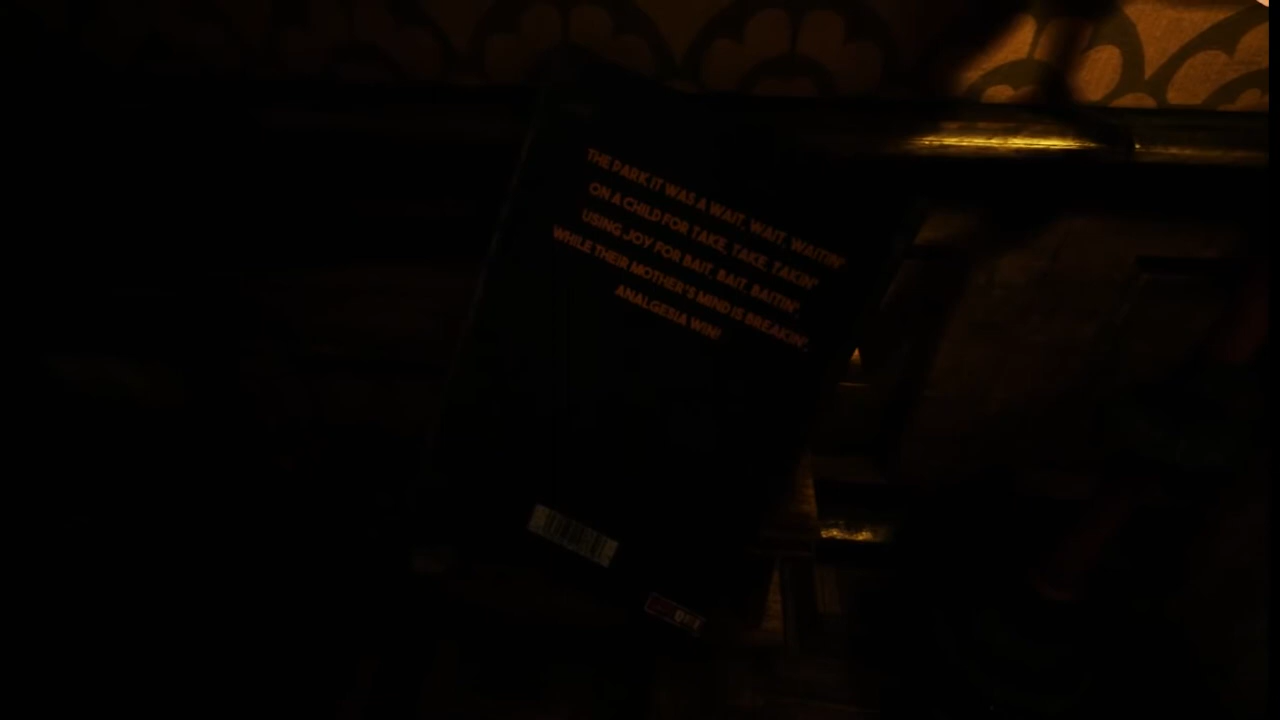 THE PARK IT WAS A WAIT, WAIT, WAITIN'
ON A CHILD FOR TAKE, TAKE, TAKIN'
USING JOY FOR BAIT, BAIT, BAITIN',
WHILE THEIR MOTHER'S MIND IS BREAKIN'.
ANALGESIA WIN!